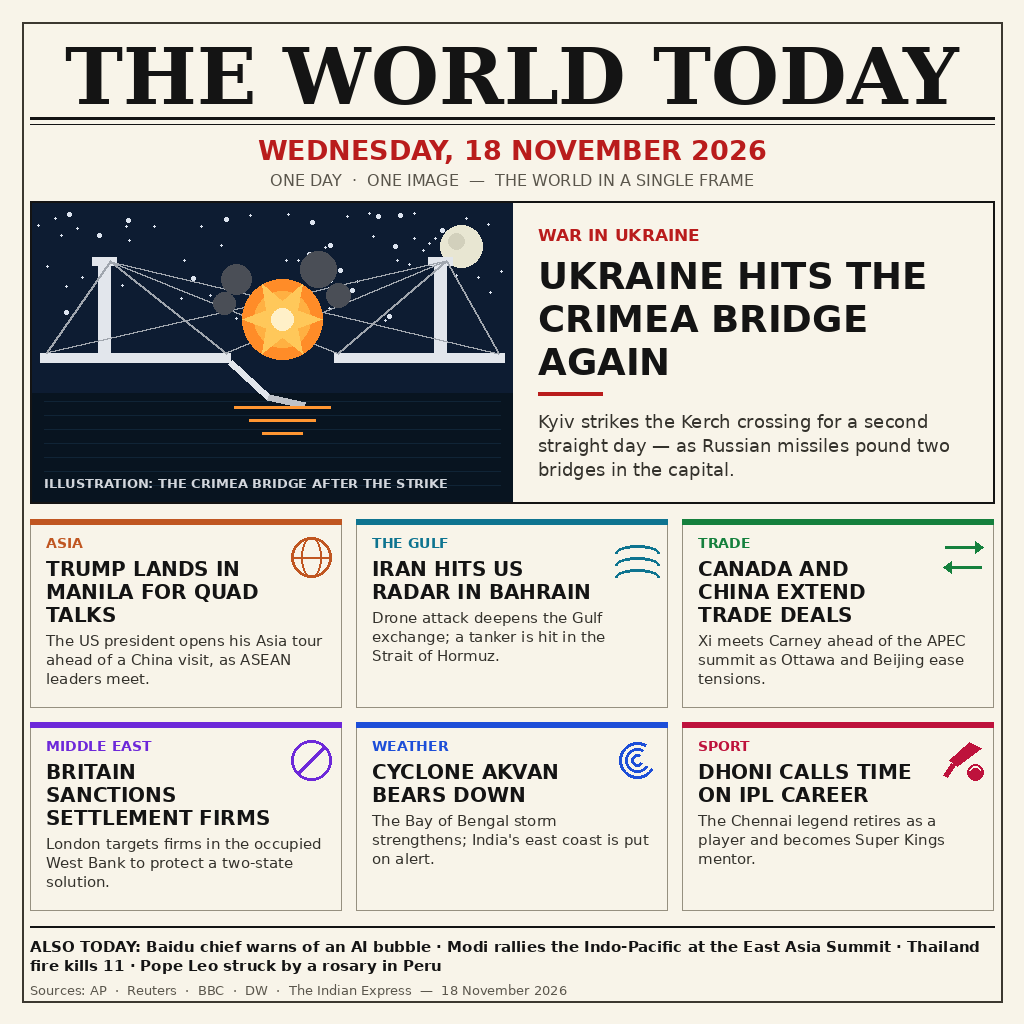 THE WORLD TODAY
WEDNESDAY, 18 NOVEMBER 2026
ONE DAY · ONE IMAGE — THE WORLD IN A SINGLE FRAME
ILLUSTRATION: THE CRIMEA BRIDGE AFTER THE STRIKE
WAR IN UKRAINE
UKRAINE HITS THE
CRIMEA BRIDGE
AGAIN
Kyiv strikes the Kerch crossing for a second
straight day — as Russian missiles pound two
bridges in the capital.
ASIA
TRUMP LANDS IN
MANILA FOR QUAD
TALKS
The US president opens his Asia tour
ahead of a China visit, as ASEAN
leaders meet.
THE GULF
IRAN HITS US
RADAR IN BAHRAIN
Drone attack deepens the Gulf
exchange; a tanker is hit in the
Strait of Hormuz.
TRADE
CANADA AND
CHINA EXTEND
TRADE DEALS
Xi meets Carney ahead of the APEC
summit as Ottawa and Beijing ease
tensions.
MIDDLE EAST
BRITAIN
SANCTIONS
SETTLEMENT FIRMS
London targets firms in the occupied
West Bank to protect a two-state
solution.
WEATHER
CYCLONE AKVAN
BEARS DOWN
The Bay of Bengal storm
strengthens; India's east coast is put
on alert.
SPORT
DHONI CALLS TIME
ON IPL CAREER
The Chennai legend retires as a
player and becomes Super Kings
mentor.
ALSO TODAY: Baidu chief warns of an AI bubble · Modi rallies the Indo-Pacific at the East Asia Summit · Thailand
fire kills 11 · Pope Leo struck by a rosary in Peru
Sources: AP · Reuters · BBC · DW · The Indian Express — 18 November 2026